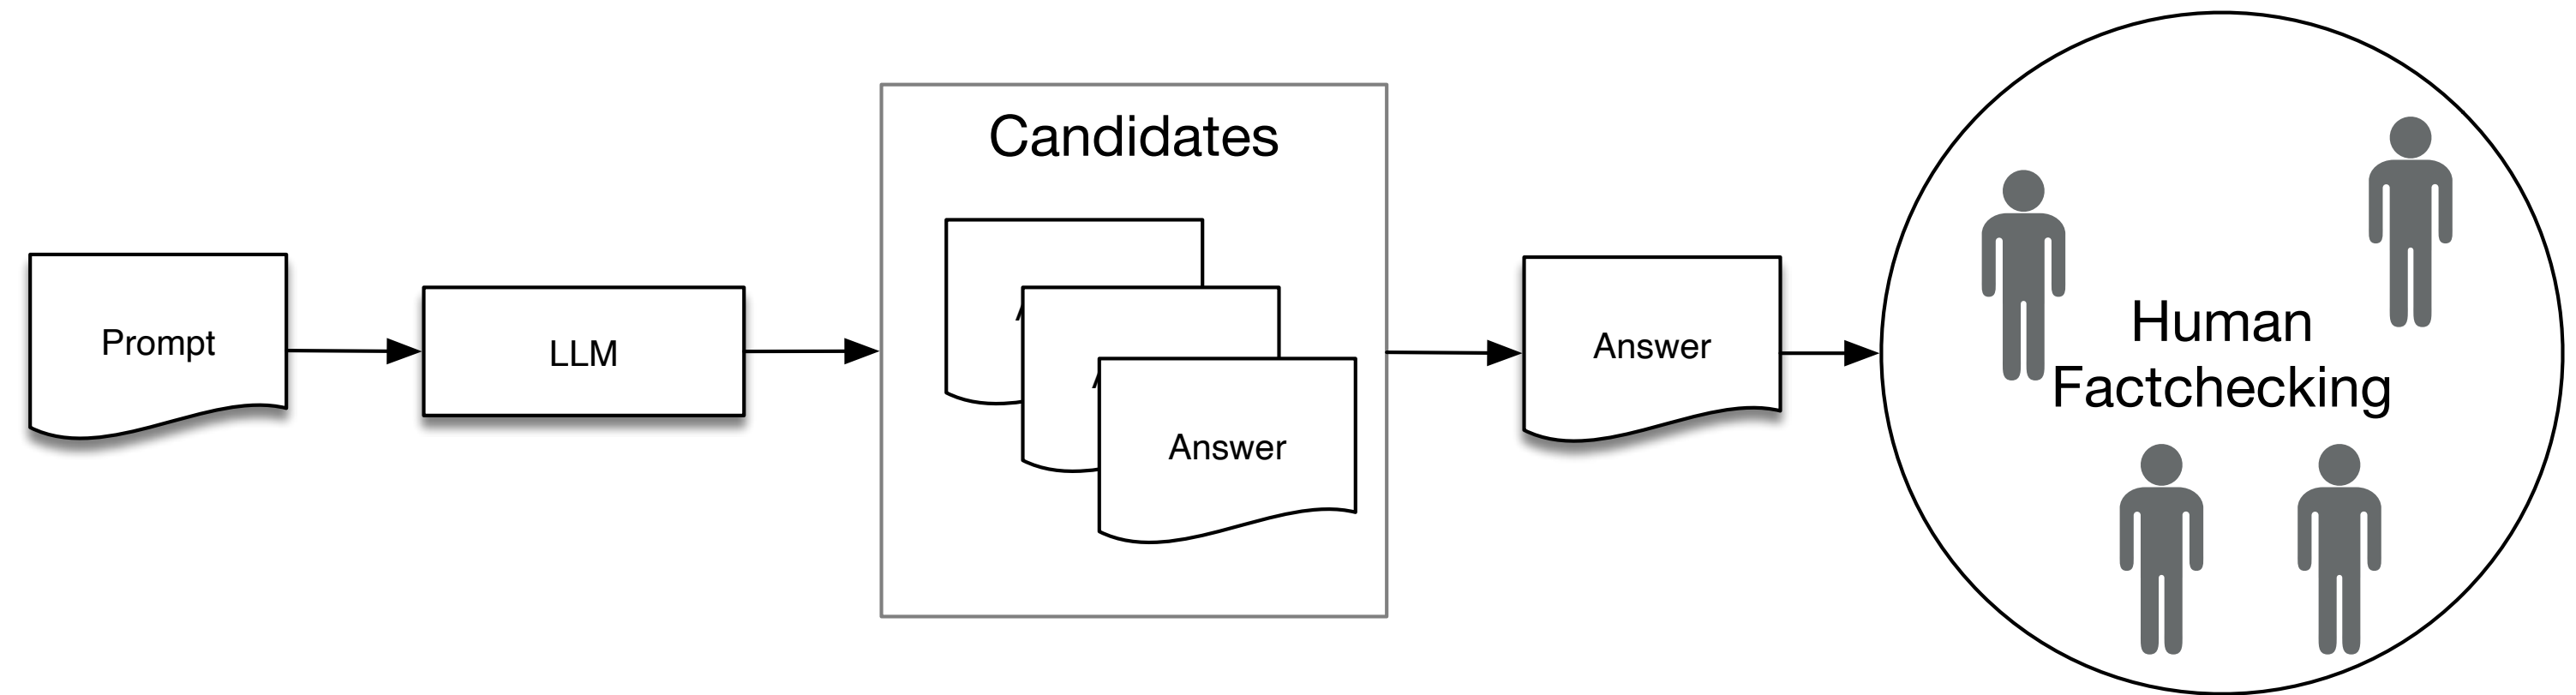 Prompt
LLM
Candidates
Answer
Answer
Human
Factchecking